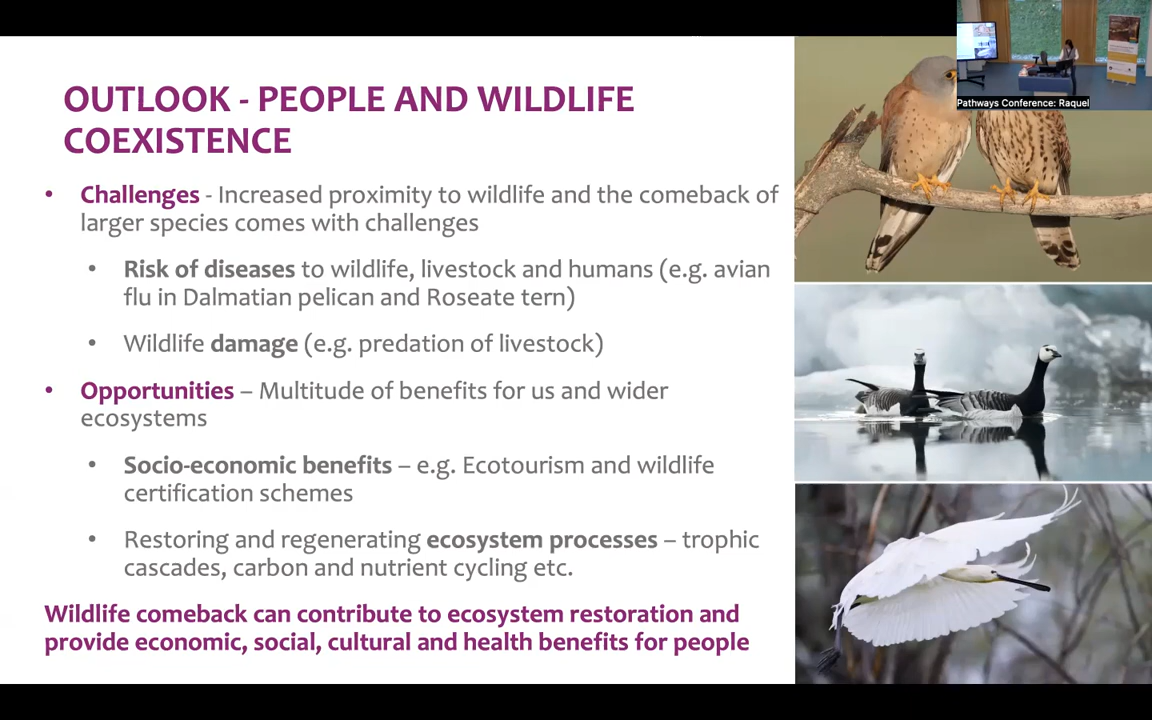 OUTLOOK - PEOPLE AND WILDLIFE
COEXISTENCE
• Challenges - Increased proximity to wildlife and the comeback of
larger species comes with challenges
• Risk of diseases to wildlife, livestock and humans (e.g. avian
flu in Dalmatian pelican and Roseate tern)
• Wildlife damage (e.g. predation of livestock)
• Opportunities – Multitude of benefits for us and wider
ecosystems
• Socio-economic benefits – e.g. Ecotourism and wildlife
certification schemes
• Restoring and regenerating ecosystem processes – trophic
cascades, carbon and nutrient cycling etc.
Wildlife comeback can contribute to ecosystem restoration and
provide economic, social, cultural and health benefits for people
Pathways Conference: Raquel